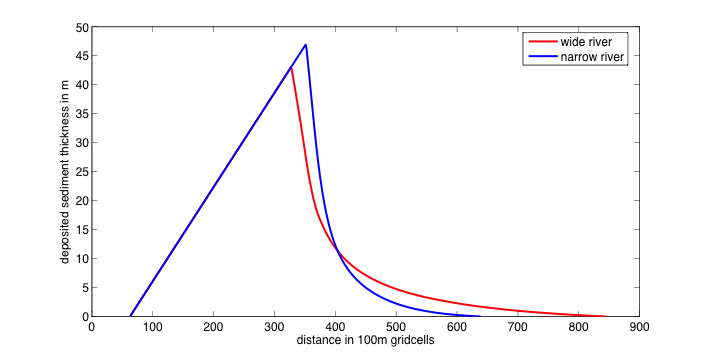 50
45
40
35
30
25
20
15
10
5
0
deposited sediment thickness in m
wide river
narrow river
0 100 200 300 400 500 600 700 800 900
distance in 100m gridcells